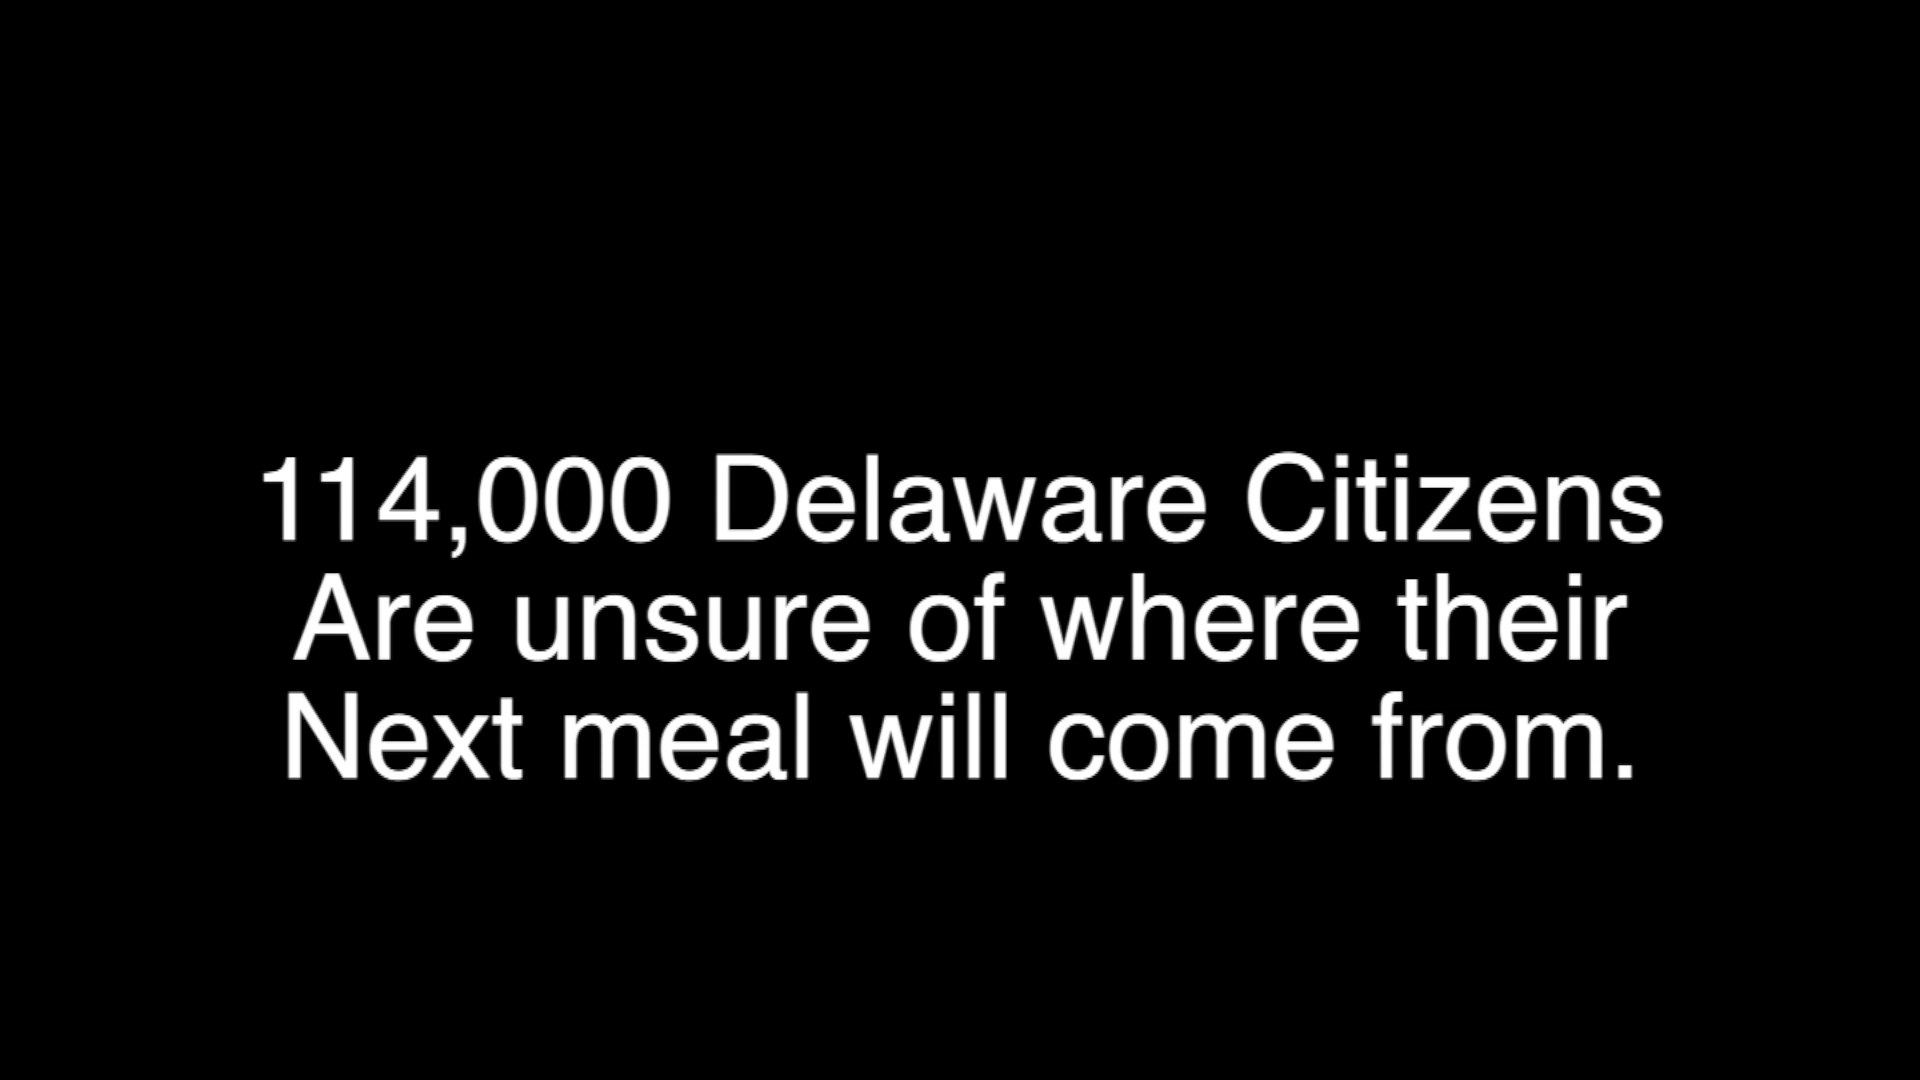 114,000 Delaware Citizens
Are unsure of where their
Next meal will come from.